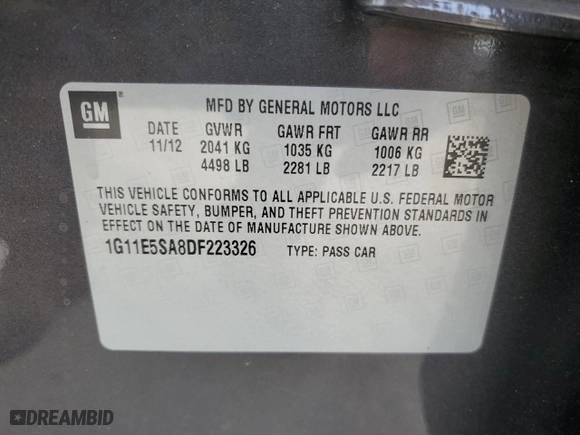 GM
MFD BY GENERAL MOTORS LLC
DATE GVWR GAWR FRT GAWR RR
11/12 2041 KG 1035 KG 1006 KG
4498 LB 2281 LB 2217 LB
THIS VEHICLE CONFORMS TO ALL APPLICABLE U.S. FEDERAL MOTOR
VEHICLE SAFETY, BUMPER, AND THEFT PREVENTION STANDARDS IN
EFFECT ON THE DATE OF MANUFACTURE SHOWN ABOVE.
1G11E5SA8DF223326 TYPE: PASS CAR
DREAMBID